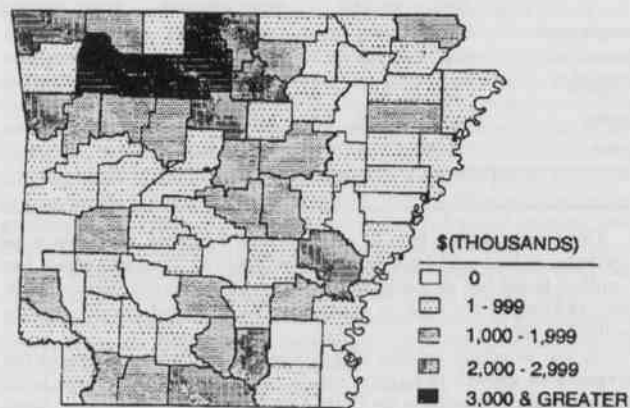 $(THOUSANDS)
0
1 - 999
1,000 - 1,999
2,000 - 2,999
3,000 & GREATER